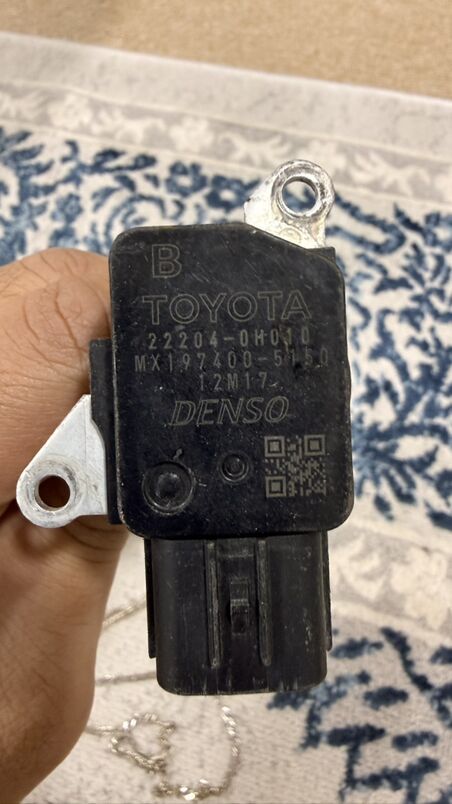 B
TOYOTA
22204-0H010
MX197400-5150
12M17
DENSO